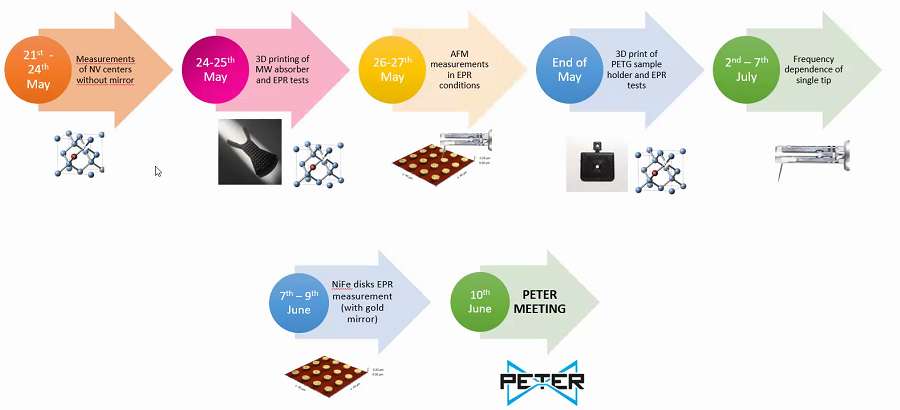 21st -
24th
May
Measurements
of NV centers
without mirror
24-25th
May
3D printing of
MW absorber
and EPR tests
26-27th
May
AFM
measurements
in EPR
conditions
End of
May
3D print of
PETG sample
holder and EPR
tests
2nd – 7th
July
Frequency
dependence of
single tip
7th – 9th
June
NiFe disks EPR
measurement
(with gold
mirror)
10th
June
PETER
MEETING
PETER